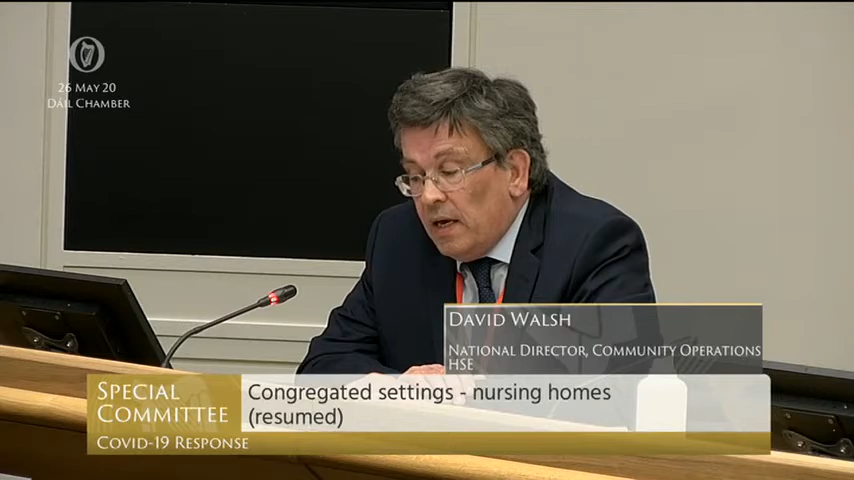 26 May 20
Dáil Chamber
David Walsh
National Director, Community Operations
HSE
Special
Committee
Congregated settings - nursing homes
(resumed)
Covid-19 Response